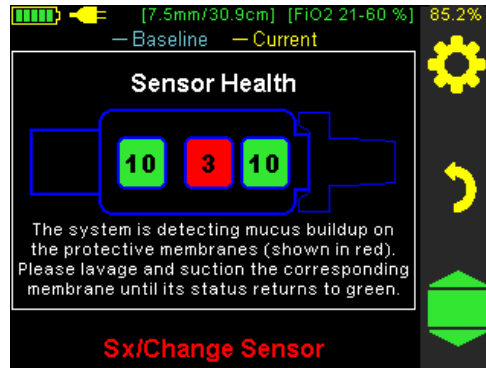 [7.5mm/30.9cm] [FiO2 21-60 %] 85.2%
Baseline Current
Sensor Health
10 3 10
The system is detecting mucus buildup on
the protective membranes (shown in red).
Please lavage and suction the corresponding
membrane until its status returns to green.
Sx/Change Sensor